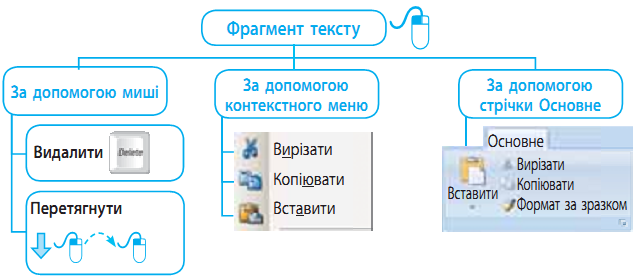 Фрагмент тексту
За допомогою миші
Видалити
Delete
Перетягнути
За допомогою
контекстного меню
Вирізати
Копіювати
Вставити
За допомогою
стрічки Основне
Основне
Вставити
Вирізати
Копіювати
Формат за зразком